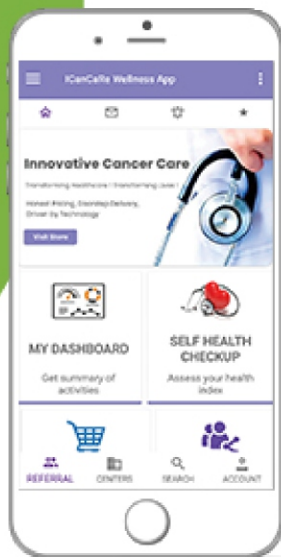 ICanCaRe Wellness App
Innovative Cancer Care
Transforming Healthcare | Transforming Lives |
Honest Pricing, Doorstep Delivery,
Driven by Technology
Visit Store
MY DASHBOARD
Get summary of
activities
SELF HEALTH
CHECKUP
Assess your health
index
REFERRAL
CENTERS
SEARCH
ACCOUNT